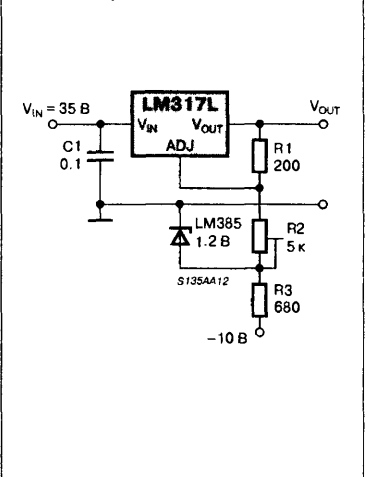 LM317L
V_IN = 35 В
V_IN
V_OUT
V_OUT
ADJ
C1
0.1
R1
200
LM385
1.2 В
R2
5 к
S135AA12
R3
680
−10 В